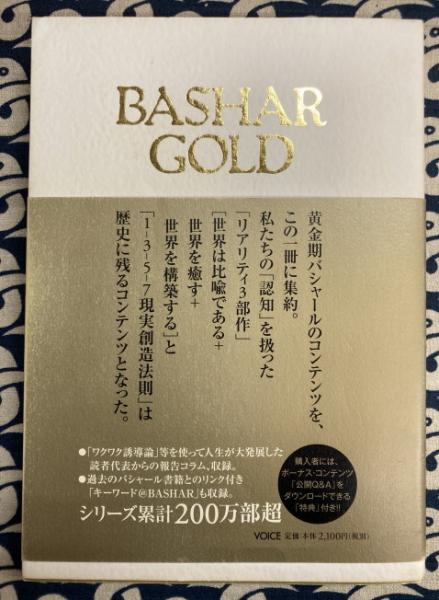 BASHAR
GOLD
黄金期バシャールのコンテンツを、
この一冊に集約。
私たちの「認知」を扱った
「リアリティ3部作」
[世界は比喩である+
世界を癒す+
世界を構築する]と
「1-3-5-7現実創造法則」は
歴史に残るコンテンツとなった。
●「ワクワク誘導論」等を使って人生が大発展した
読者代表からの報告コラム、収録。
●過去のバシャール書籍とのリンク付き
「キーワード@BASHAR」も収録。
シリーズ累計200万部超
購入者には、
ボーナス・コンテンツ
「公開Q&A」を
ダウンロードできる
「特典」付き!!
VOICE 定価:本体2,100円(税別)